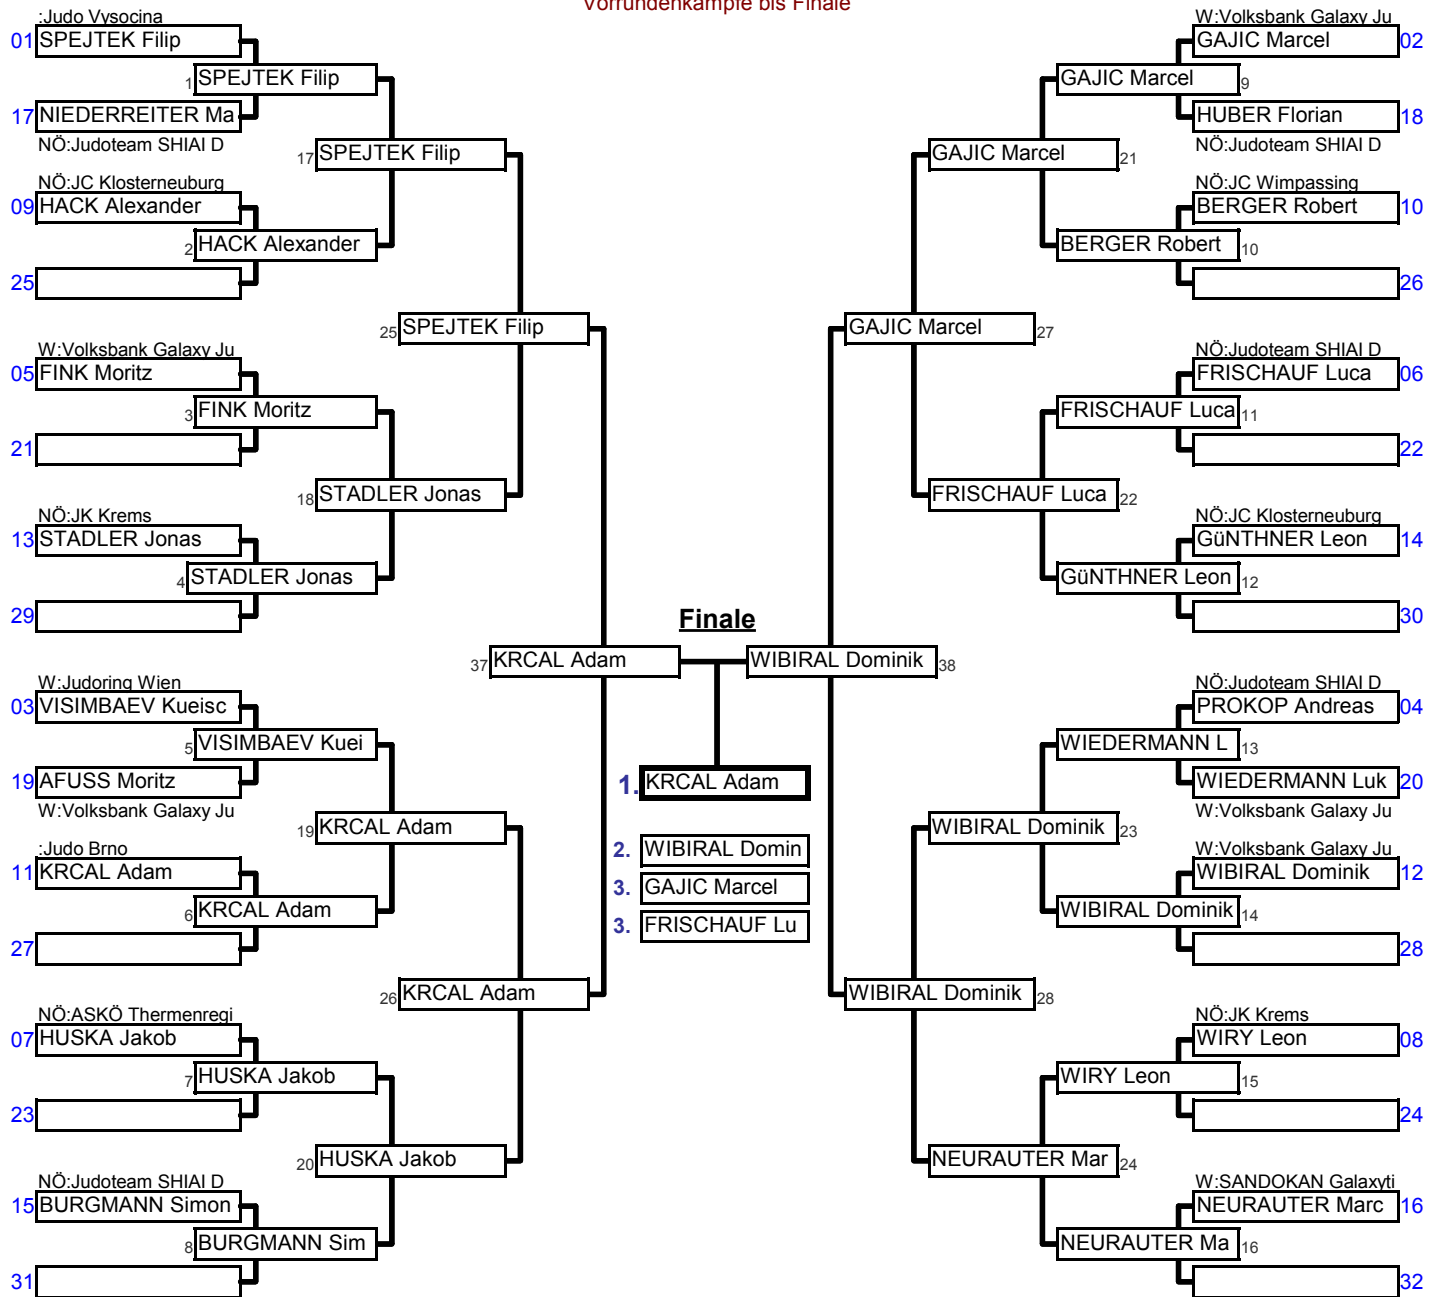 Vorrundenkämpfe bis Finale
:Judo Vysocina
01 SPEJTEK Filip
1 SPEJTEK Filip
17 NIEDERREITER Ma
NÖ:Judoteam SHIAI D
17 SPEJTEK Filip
NÖ:JC Klosterneuburg
09 HACK Alexander
2 HACK Alexander
25
25 SPEJTEK Filip
W:Volksbank Galaxy Ju
05 FINK Moritz
3 FINK Moritz
21
18 STADLER Jonas
NÖ:JK Krems
13 STADLER Jonas
4 STADLER Jonas
29
37 KRCAL Adam
W:Judoring Wien
03 VISIMBAEV Kueisc
5 VISIMBAEV Kuei
19 AFUSS Moritz
W:Volksbank Galaxy Ju
19 KRCAL Adam
:Judo Brno
11 KRCAL Adam
6 KRCAL Adam
27
26 KRCAL Adam
NÖ:ASKÖ Thermenregi
07 HUSKA Jakob
7 HUSKA Jakob
23
20 HUSKA Jakob
NÖ:Judoteam SHIAI D
15 BURGMANN Simon
8 BURGMANN Sim
31
Finale
1. KRCAL Adam
2. WIBIRAL Domin
3. GAJIC Marcel
3. FRISCHAUF Lu
W:Volksbank Galaxy Ju
GAJIC Marcel 02
GAJIC Marcel 9
HUBER Florian 18
NÖ:Judoteam SHIAI D
GAJIC Marcel 21
NÖ:JC Wimpassing
BERGER Robert 10
BERGER Robert 10
26
GAJIC Marcel 27
NÖ:Judoteam SHIAI D
FRISCHAUF Luca 06
FRISCHAUF Luca 11
22
FRISCHAUF Luca 22
NÖ:JC Klosterneuburg
GüNTHNER Leon 14
GüNTHNER Leon 12
30
WIBIRAL Dominik 38
NÖ:Judoteam SHIAI D
PROKOP Andreas 04
WIEDERMANN L 13
WIEDERMANN Luk 20
W:Volksbank Galaxy Ju
WIBIRAL Dominik 23
W:Volksbank Galaxy Ju
WIBIRAL Dominik 12
WIBIRAL Dominik 14
28
WIBIRAL Dominik 28
NÖ:JK Krems
WIRY Leon 08
WIRY Leon 15
24
NEURAUTER Mar 24
W:SANDOKAN Galaxyti
NEURAUTER Marc 16
NEURAUTER Ma 16
32